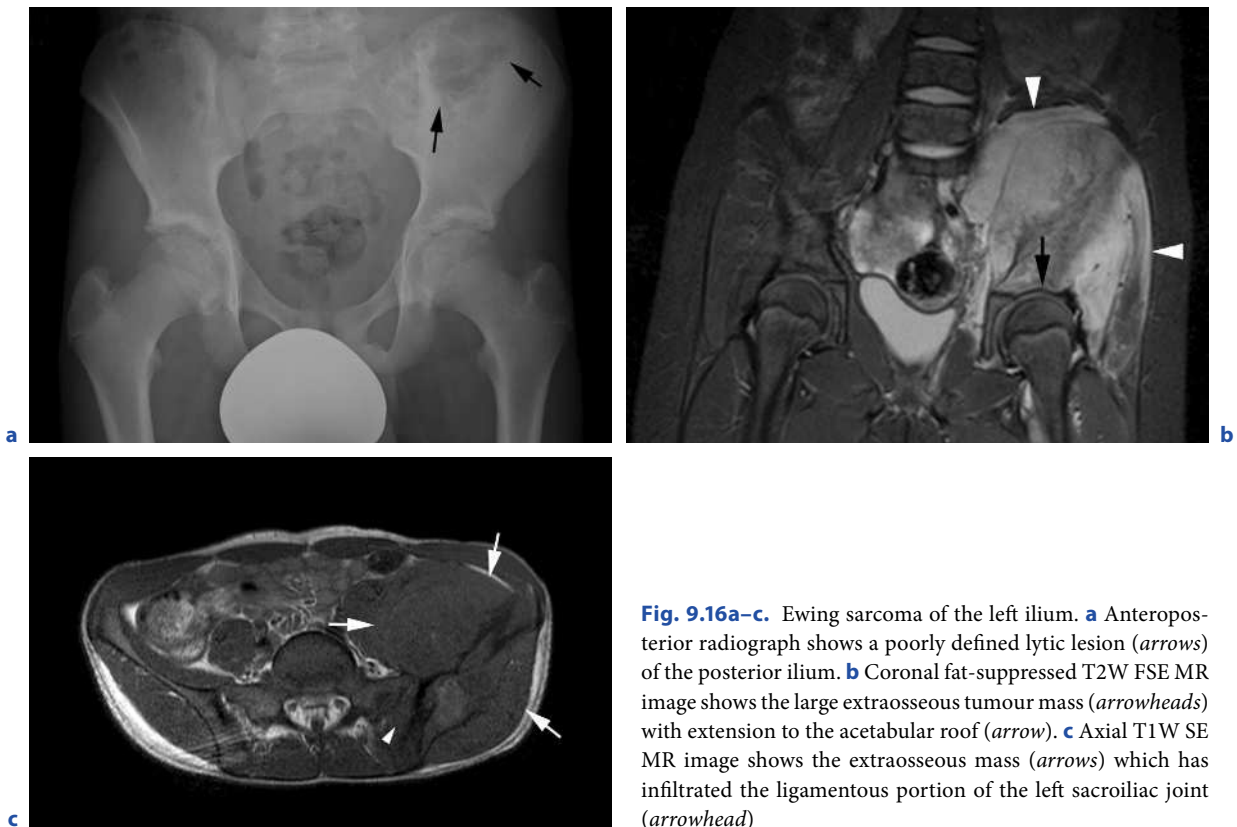 a
b
c
Fig. 9.16a–c. Ewing sarcoma of the left ilium. a Anteropos-
terior radiograph shows a poorly defined lytic lesion (arrows)
of the posterior ilium. b Coronal fat-suppressed T2W FSE MR
image shows the large extraosseous tumour mass (arrowheads)
with extension to the acetabular roof (arrow). c Axial T1W SE
MR image shows the extraosseous mass (arrows) which has
infiltrated the ligamentous portion of the left sacroiliac joint
(arrowhead)